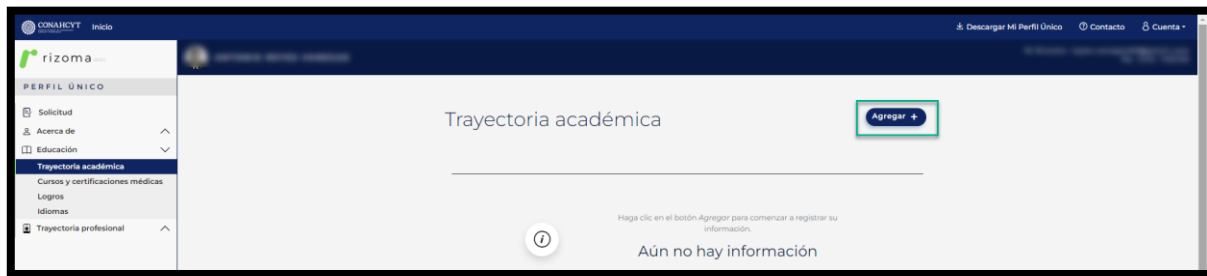 CONAHCYT Inicio
Descargar Mi Perfil Único Contacto Cuenta
rizoma
PERFIL ÚNICO
Solicitud
Acerca de
Educación
Trayectoria académica
Cursos y certificaciones médicas
Logros
Idiomas
Trayectoria profesional
Trayectoria académica
Agregar +
Haga clic en el botón Agregar para comenzar a registrar su
información.
Aún no hay información